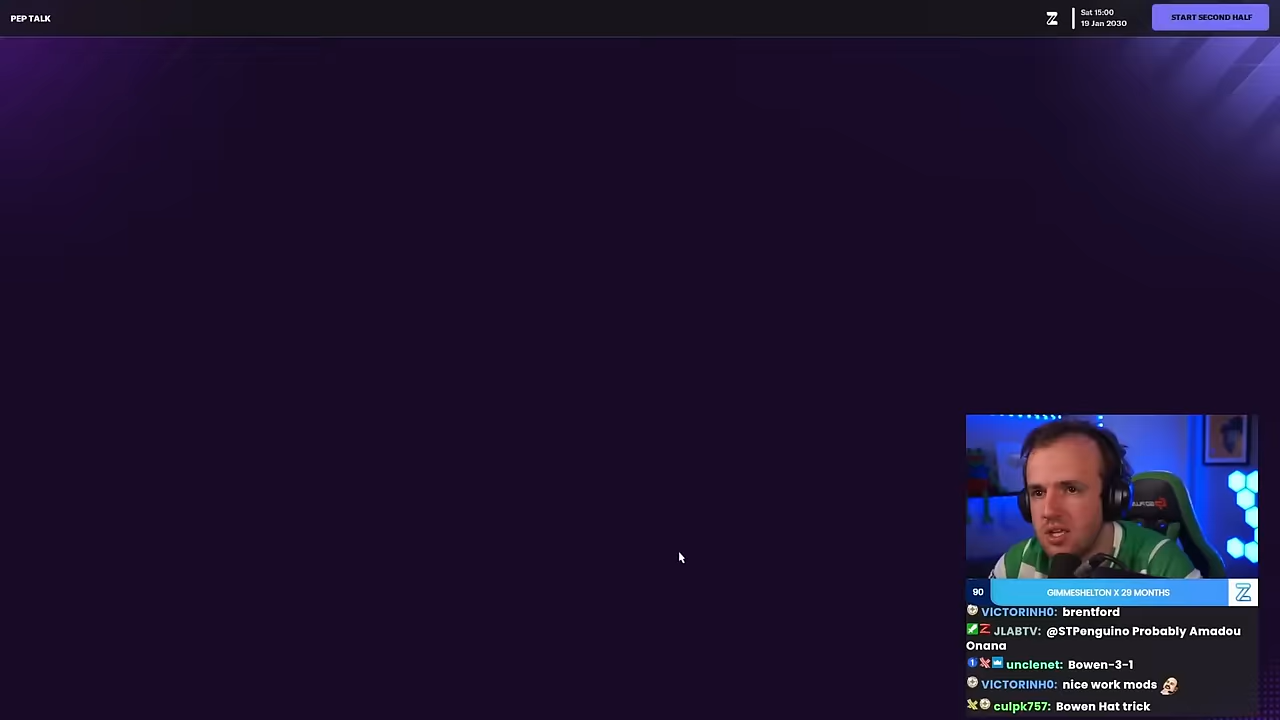 PEP TALK
Z
Sat 15:00
19 Jan 2030
START SECOND HALF
90
GIMMESHELTON X 29 MONTHS
Z
VICTORINH0: brentford
JLABTV: @STPenguino Probably Amadou
Onana
unclenet: Bowen-3-1
VICTORINH0: nice work mods
culpk757: Bowen Hat trick